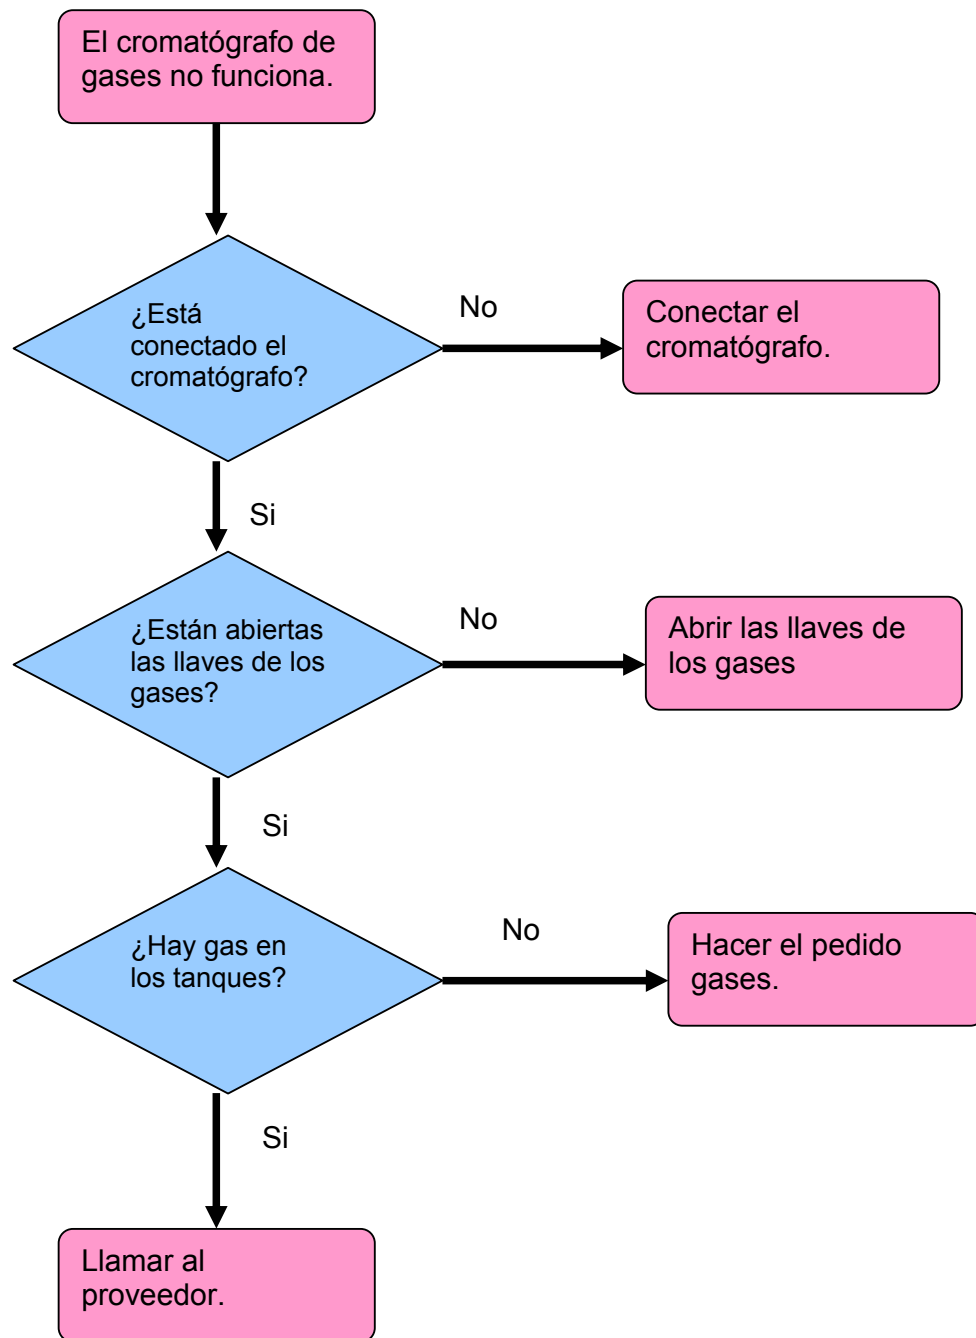 El cromatógrafo de
gases no funciona.
¿Está
conectado el
cromatógrafo?
No
Conectar el
cromatógrafo.
Si
¿Están abiertas
las llaves de los
gases?
No
Abrir las llaves de
los gases
Si
¿Hay gas en
los tanques?
No
Hacer el pedido
gases.
Si
Llamar al
proveedor.